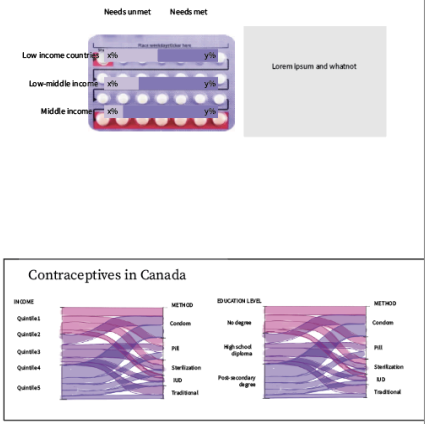 Needs unmet Needs met
Low income countries x% y%
Lorem ipsum and whatnot
Low-middle income x% y%
Middle income x% y%
Contraceptives in Canada
INCOME METHOD
Quintile1
Condom
Quintile2
Quintile3 Pill
Quintile4 Sterilization
IUD
Quintile5
Traditional
EDUCATION LEVEL METHOD
No degree Condom
High school
diploma
Pill
Sterilization
Post-secondary
degree
IUD
Traditional